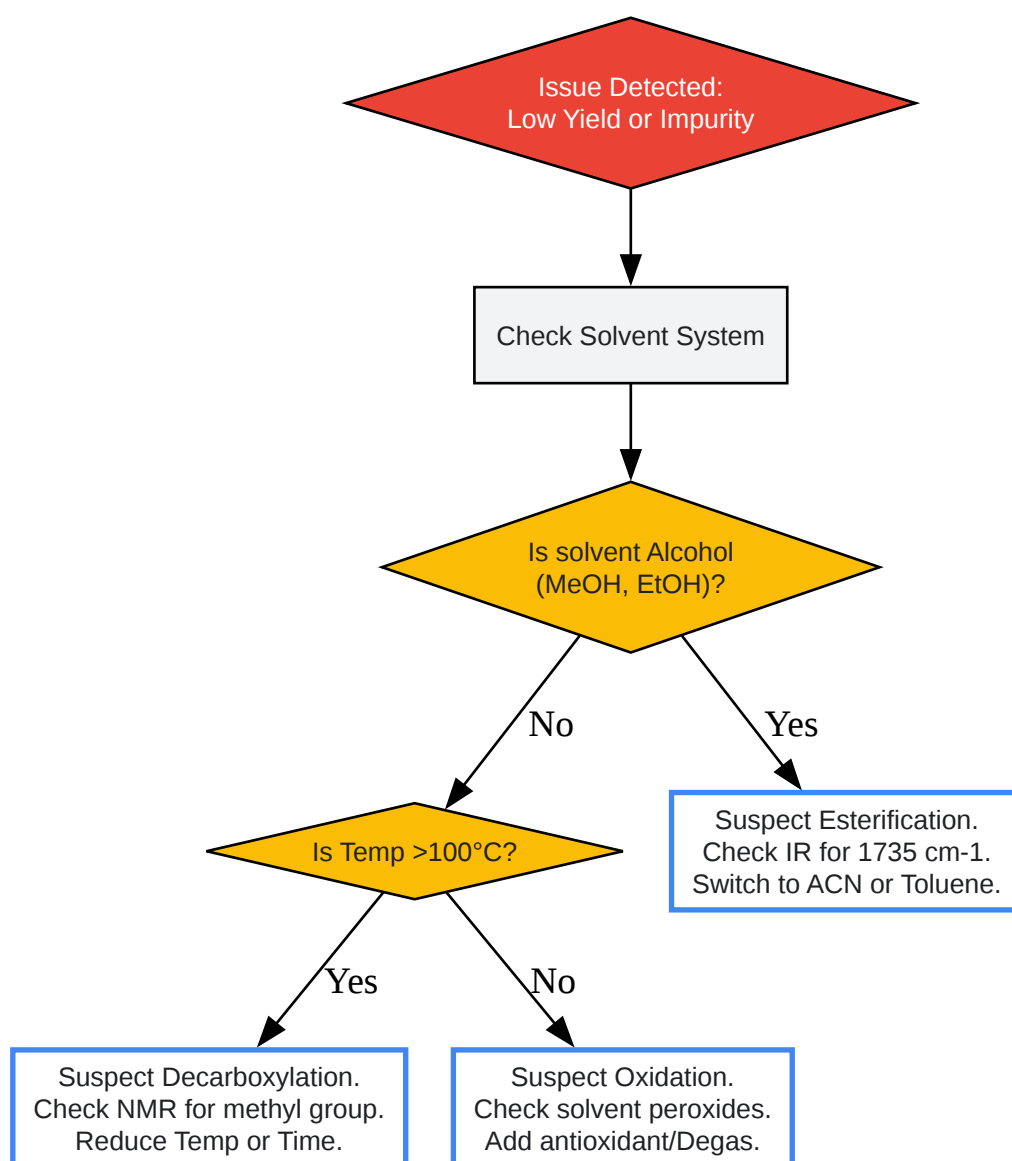 Issue Detected:
Low Yield or Impurity
Check Solvent System
Is solvent Alcohol
(MeOH, EtOH)?
No
Yes
Is Temp >100°C?
Suspect Esterification.
Check IR for 1735 cm-1.
Switch to ACN or Toluene.
Yes
No
Suspect Decarboxylation.
Check NMR for methyl group.
Reduce Temp or Time.
Suspect Oxidation.
Check solvent peroxides.
Add antioxidant/Degas.